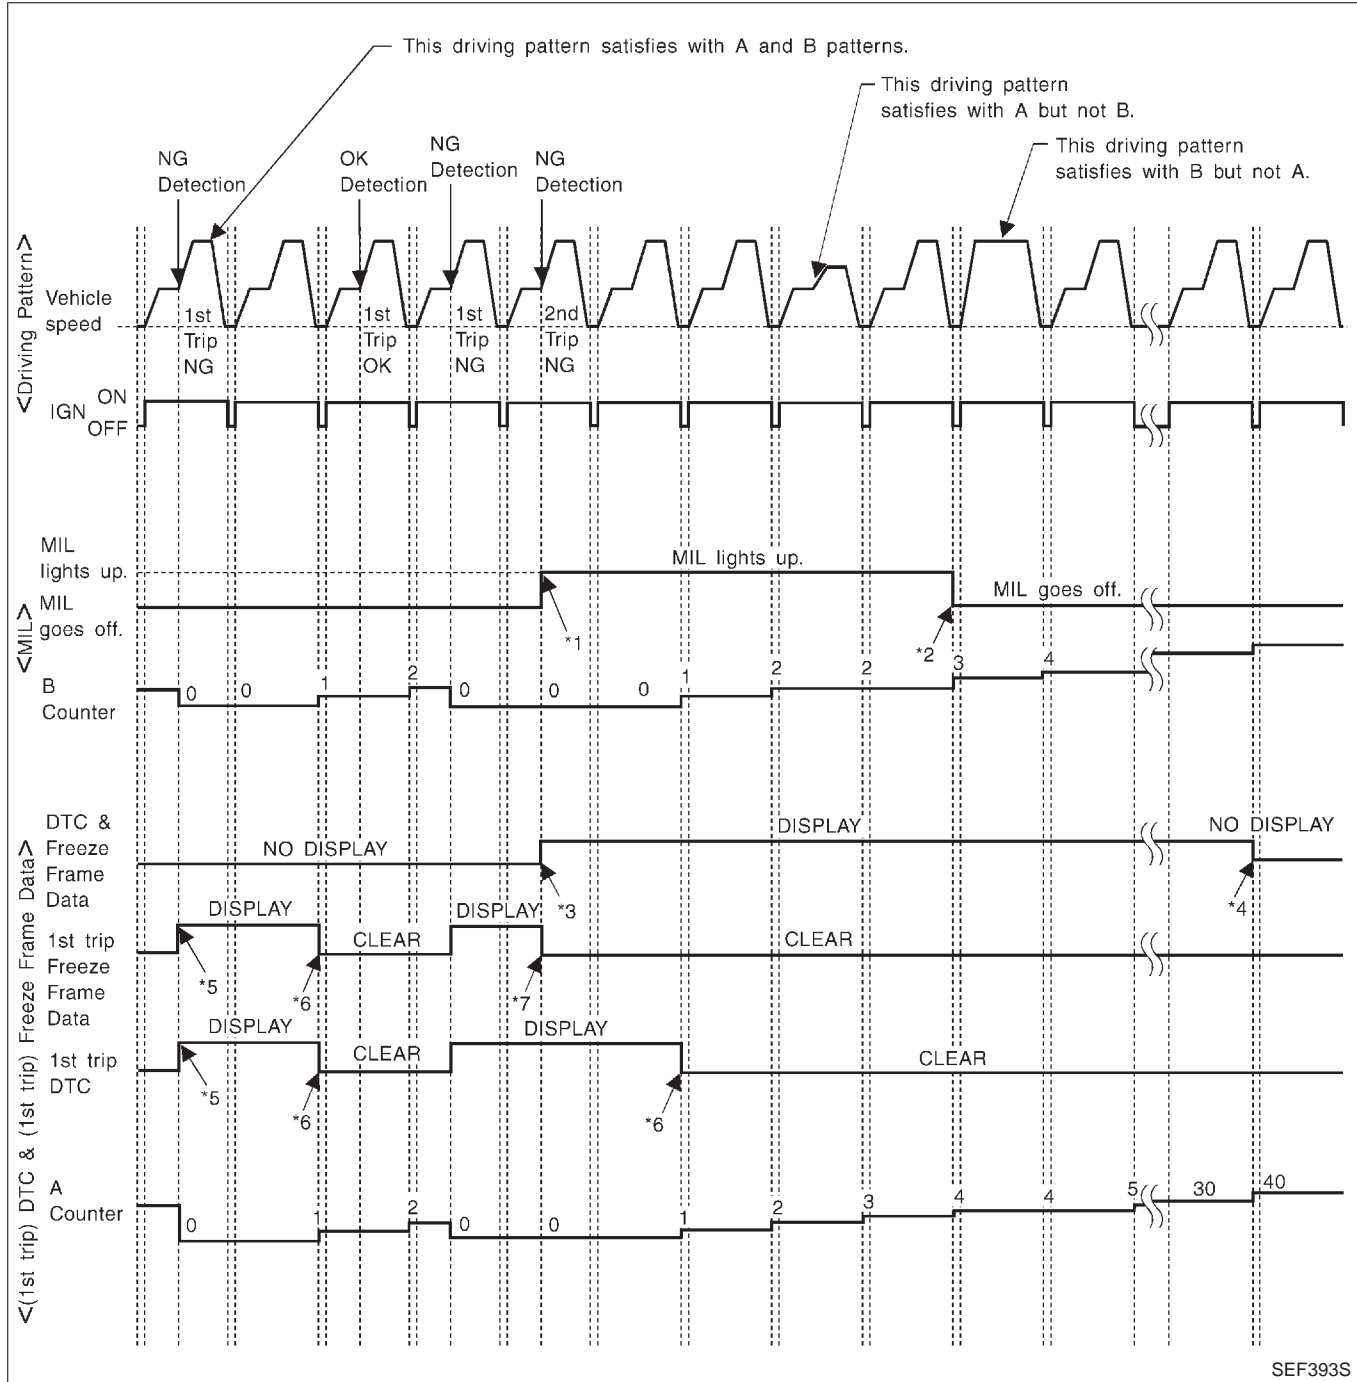 This driving pattern satisfies with A and B patterns.
This driving pattern
satisfies with A but not B.
This driving pattern
satisfies with B but not A.
NG
Detection
OK
Detection
NG
Detection
NG
Detection
<Driving Pattern>
Vehicle
speed
1st
Trip
NG
1st
Trip
OK
1st
Trip
NG
2nd
Trip
NG
IGN
ON
OFF
<MIL>
MIL
lights up.
MIL
goes off.
MIL lights up.
MIL goes off.
*1
*2
B
Counter
0 0 1 2 0 0 0 1 2 2 3 4
<(1st trip) DTC & (1st trip) Freeze Frame Data>
DTC &
Freeze
Frame
Data
NO DISPLAY
DISPLAY
NO DISPLAY
*3
*4
1st trip
Freeze
Frame
Data
DISPLAY
CLEAR
DISPLAY
CLEAR
*5
*6
*7
1st trip
DTC
DISPLAY
CLEAR
DISPLAY
CLEAR
*5
*6
*6
A
Counter
0 1 2 0 0 1 2 3 4 4 5 30 40
SEF393S